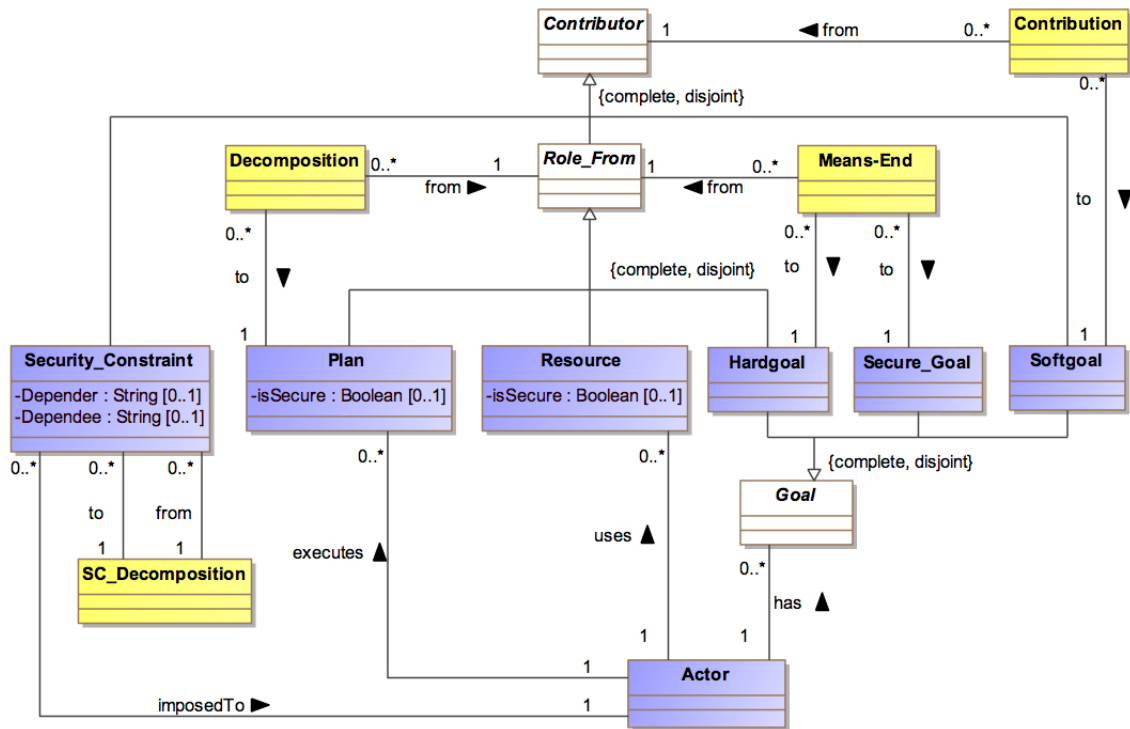 Contributor
1
from
0..*
Contribution
0..*
{complete, disjoint}
Decomposition
0..*
1
from
Role_From
1
0..*
from
Means-End
to
0..*
to
1
{complete, disjoint}
0..*
to
1
0..*
to
1
1
Security_Constraint
-Depender : String [0..1]
-Dependee : String [0..1]
Plan
-isSecure : Boolean [0..1]
Resource
-isSecure : Boolean [0..1]
Hardgoal
Secure_Goal
Softgoal
0..*
0..*
0..*
0..*
0..*
{complete, disjoint}
to
from
1
1
Goal
SC_Decomposition
executes
uses
0..*
has
1
1
1
Actor
imposedTo
1